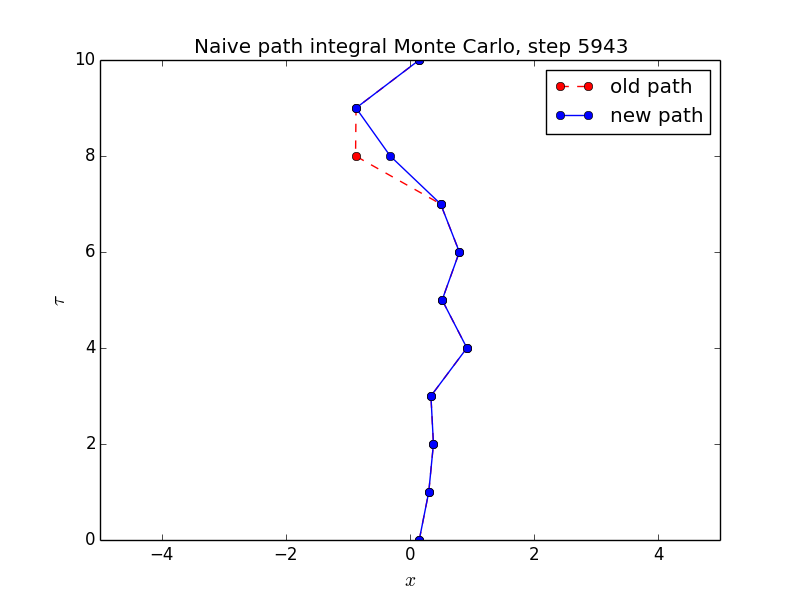 Naive path integral Monte Carlo, step 5943
10
8
6
4
2
0
τ
old path
new path
−4 −2 0 2 4
x